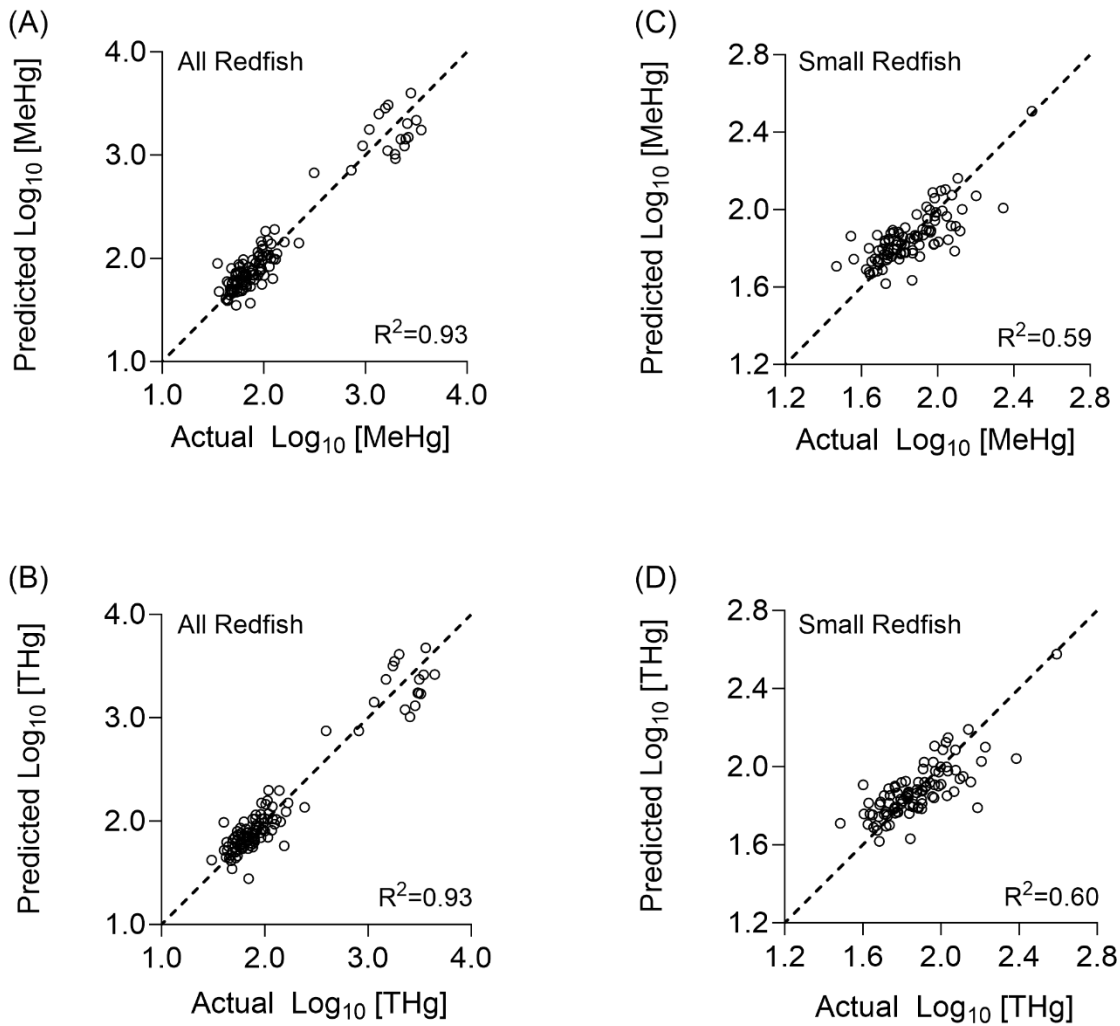 (A)
Predicted Log10 [MeHg]
4.0
3.0
2.0
1.0
All Redfish
R2=0.93
1.0 2.0 3.0 4.0
Actual Log10 [MeHg]
(C)
Predicted Log10 [MeHg]
2.8
2.4
2.0
1.6
1.2
Small Redfish
R2=0.59
1.2 1.6 2.0 2.4 2.8
Actual Log10 [MeHg]
(B)
Predicted Log10 [THg]
4.0
3.0
2.0
1.0
All Redfish
R2=0.93
1.0 2.0 3.0 4.0
Actual Log10 [THg]
(D)
Predicted Log10 [THg]
2.8
2.4
2.0
1.6
1.2
Small Redfish
R2=0.60
1.2 1.6 2.0 2.4 2.8
Actual Log10 [THg]